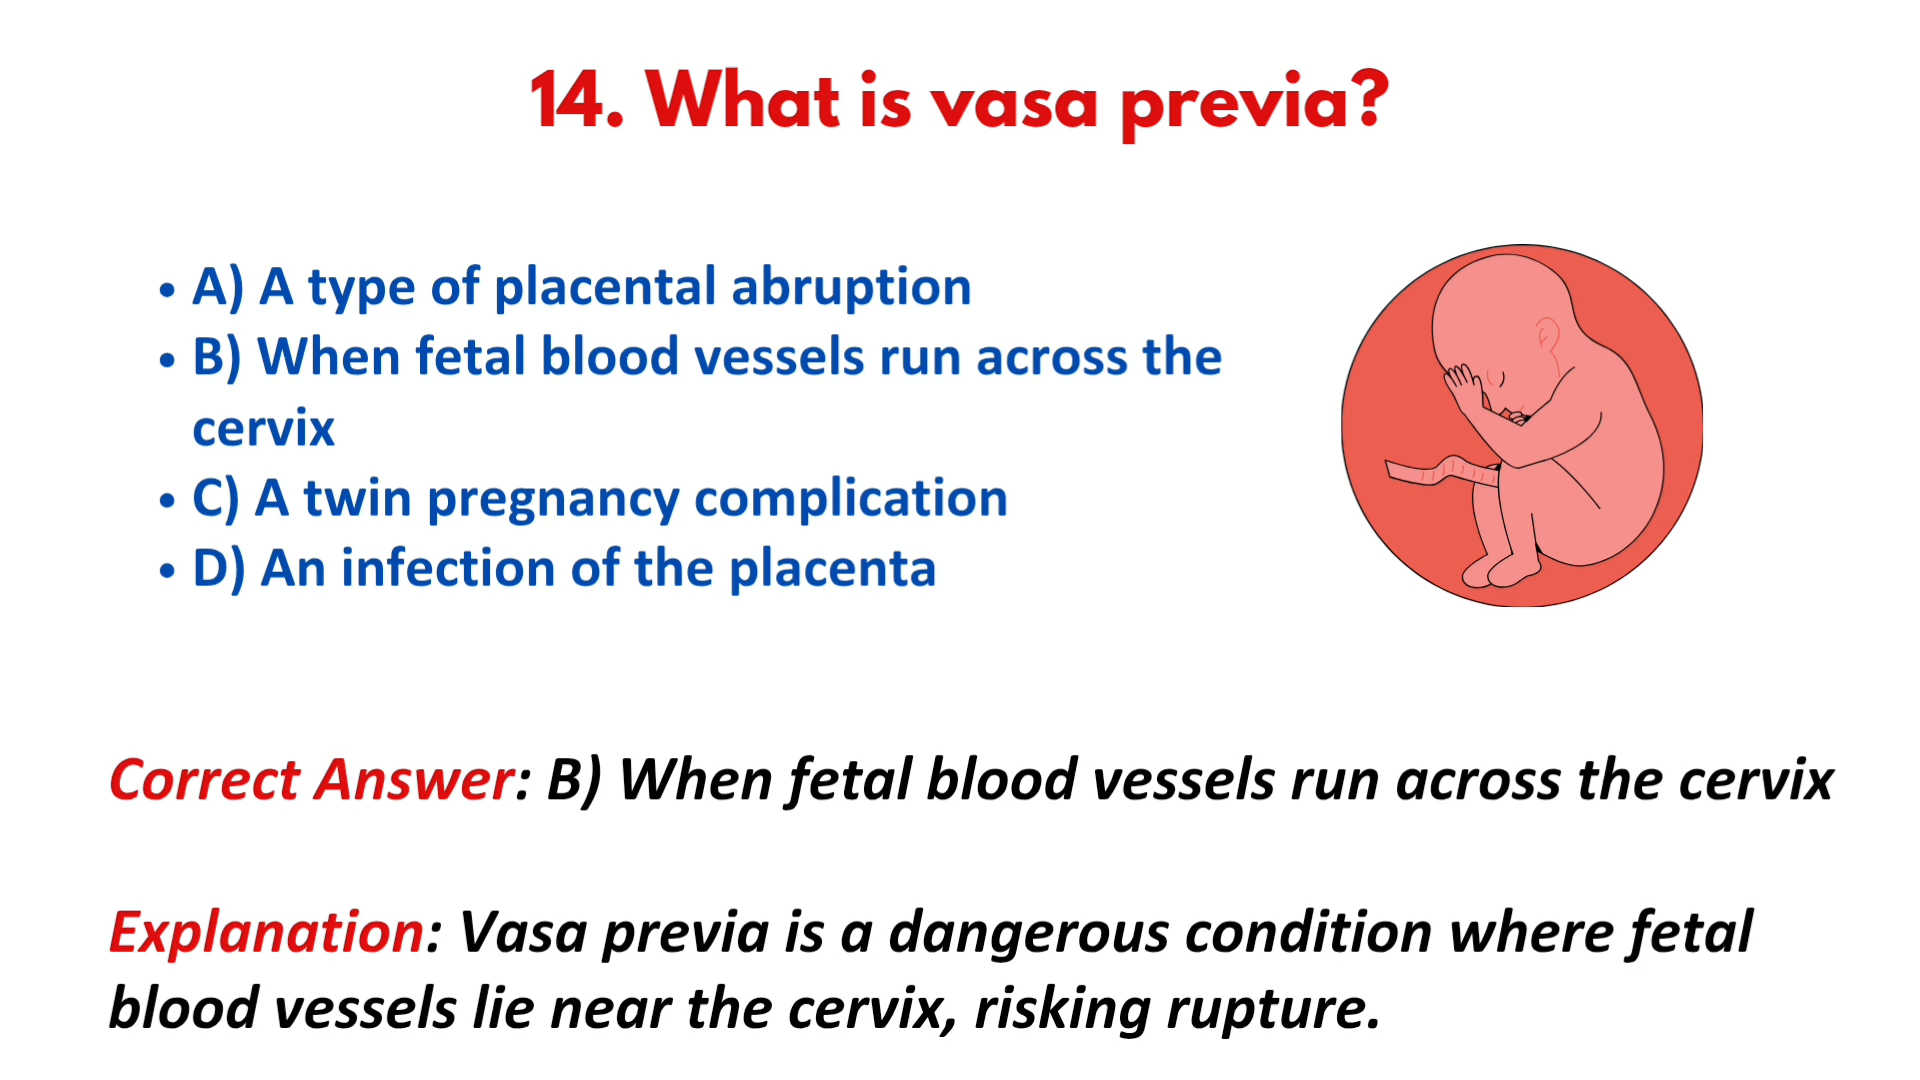 14. What is vasa previa?
• A) A type of placental abruption
• B) When fetal blood vessels run across the
cervix
• C) A twin pregnancy complication
• D) An infection of the placenta
Correct Answer: B) When fetal blood vessels run across the cervix
Explanation: Vasa previa is a dangerous condition where fetal
blood vessels lie near the cervix, risking rupture.